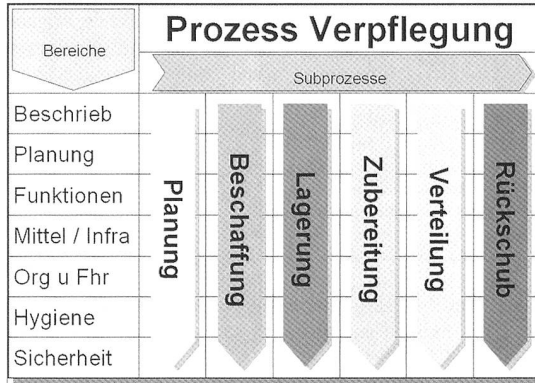 Bereiche
Prozess Verpflegung
Subprozesse
Beschrieb
Planung
Funktionen
Mittel / Infra
Org u Fhr
Hygiene
Sicherheit
Planung
Beschaffung
Lagerung
Zubereitung
Verteilung
Rückschub